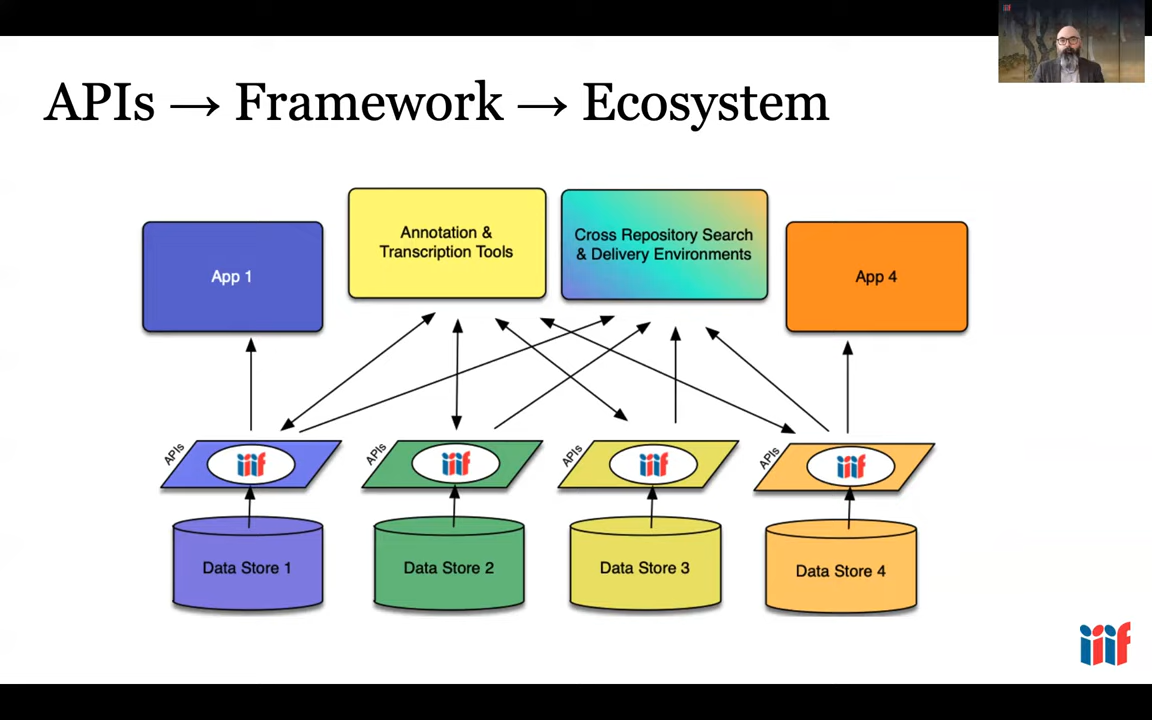 APIs → Framework → Ecosystem
App 1
Annotation &
Transcription Tools
Cross Repository Search
& Delivery Environments
App 4
APIs
iiif
APIs
iiif
APIs
iiif
APIs
iiif
Data Store 1
Data Store 2
Data Store 3
Data Store 4
iiif